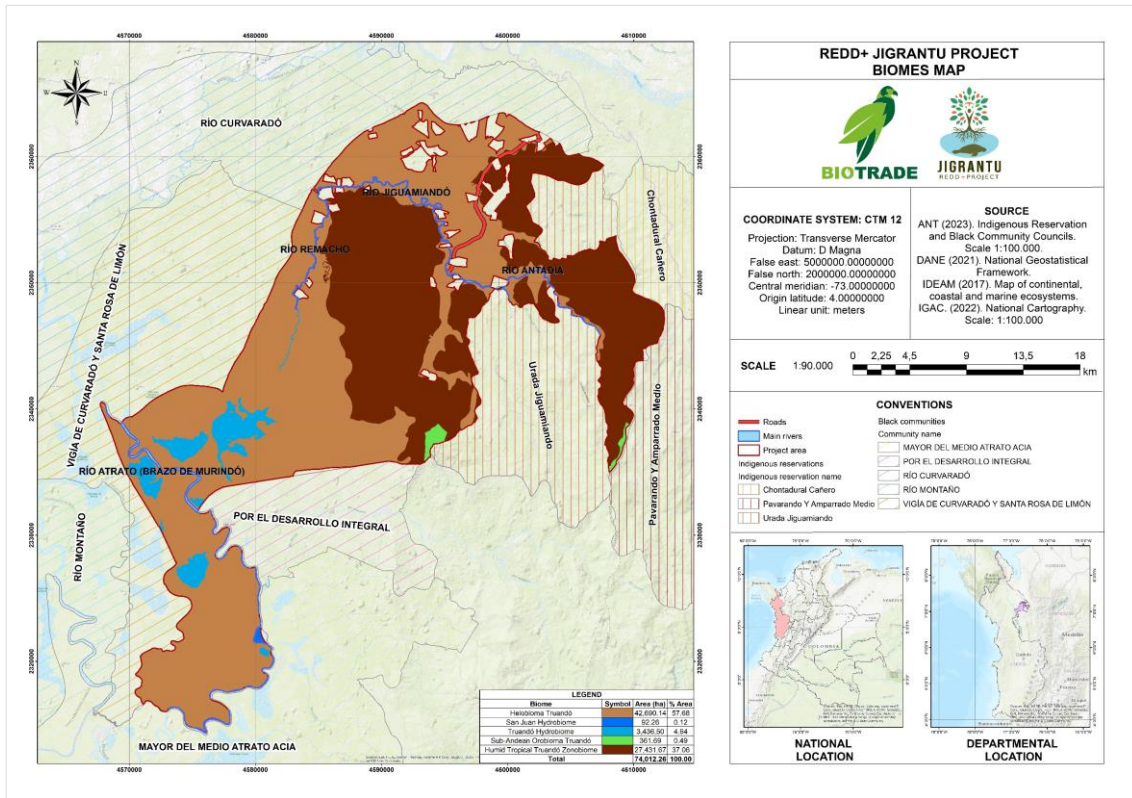 4570000 4580000 4590000 4600000 4610000
N
W E
S
2360000
2350000
2340000
2330000
2320000
RÍO CURVARADÓ
RÍO JIGUAMIANDÓ
RÍO REMACHO
RÍO ANTADÍA
Chontadural Cañero
VIGÍA DE CURVARADÓ Y SANTA ROSA DE LIMÓN
Urada Jiguamiando
Pavarando Y Amparrado Medio
RÍO ATRATO (BRAZO DE MURINDÓ)
POR EL DESARROLLO INTEGRAL
RÍO MONTAÑO
MAYOR DEL MEDIO ATRATO ACIA
LEGEND
Biome Symbol Area (ha) % Area
Helobioma Truandó 42,690.14 57.68
San Juan Hydrobiome 92.26 0.12
Truandó Hydrobiome 3,436.50 4.64
Sub-Andean Orobioma Truandó 361.69 0.49
Humid Tropical Truandó Zonobiome 27,431.67 37.06
Total 74,012.26 100.00
4570000 4580000 4590000 4600000 4610000
REDD+ JIGRANTU PROJECT
BIOMES MAP
BIOTRADE
JIGRANTU
REDD+PROJECT
COORDINATE SYSTEM: CTM 12
Projection: Transverse Mercator
Datum: D Magna
False east: 5000000.00000000
False north: 2000000.00000000
Central meridian: -73.00000000
Origin latitude: 4.00000000
Linear unit: meters
SOURCE
ANT (2023). Indigenous Reservation
and Black Community Councils.
Scale 1:100.000.
DANE (2021). National Geostatistical
Framework.
IDEAM (2017). Map of continental,
coastal and marine ecosystems.
IGAC. (2022). National Cartography.
Scale: 1:100.000
SCALE 1:90.000
0 2,25 4,5 9 13,5 18
km
CONVENTIONS
Roads
Main rivers
Project area
Indigenous reservations
Indigenous reservation name
Chontadural Cañero
Pavarando Y Amparrado Medio
Urada Jiguamiando
Black communities
Community name
MAYOR DEL MEDIO ATRATO ACIA
POR EL DESARROLLO INTEGRAL
RÍO CURVARADÓ
RÍO MONTAÑO
VIGÍA DE CURVARADÓ Y SANTA ROSA DE LIMÓN
COLOMBIA
NATIONAL
LOCATION
DEPARTMENTAL
LOCATION